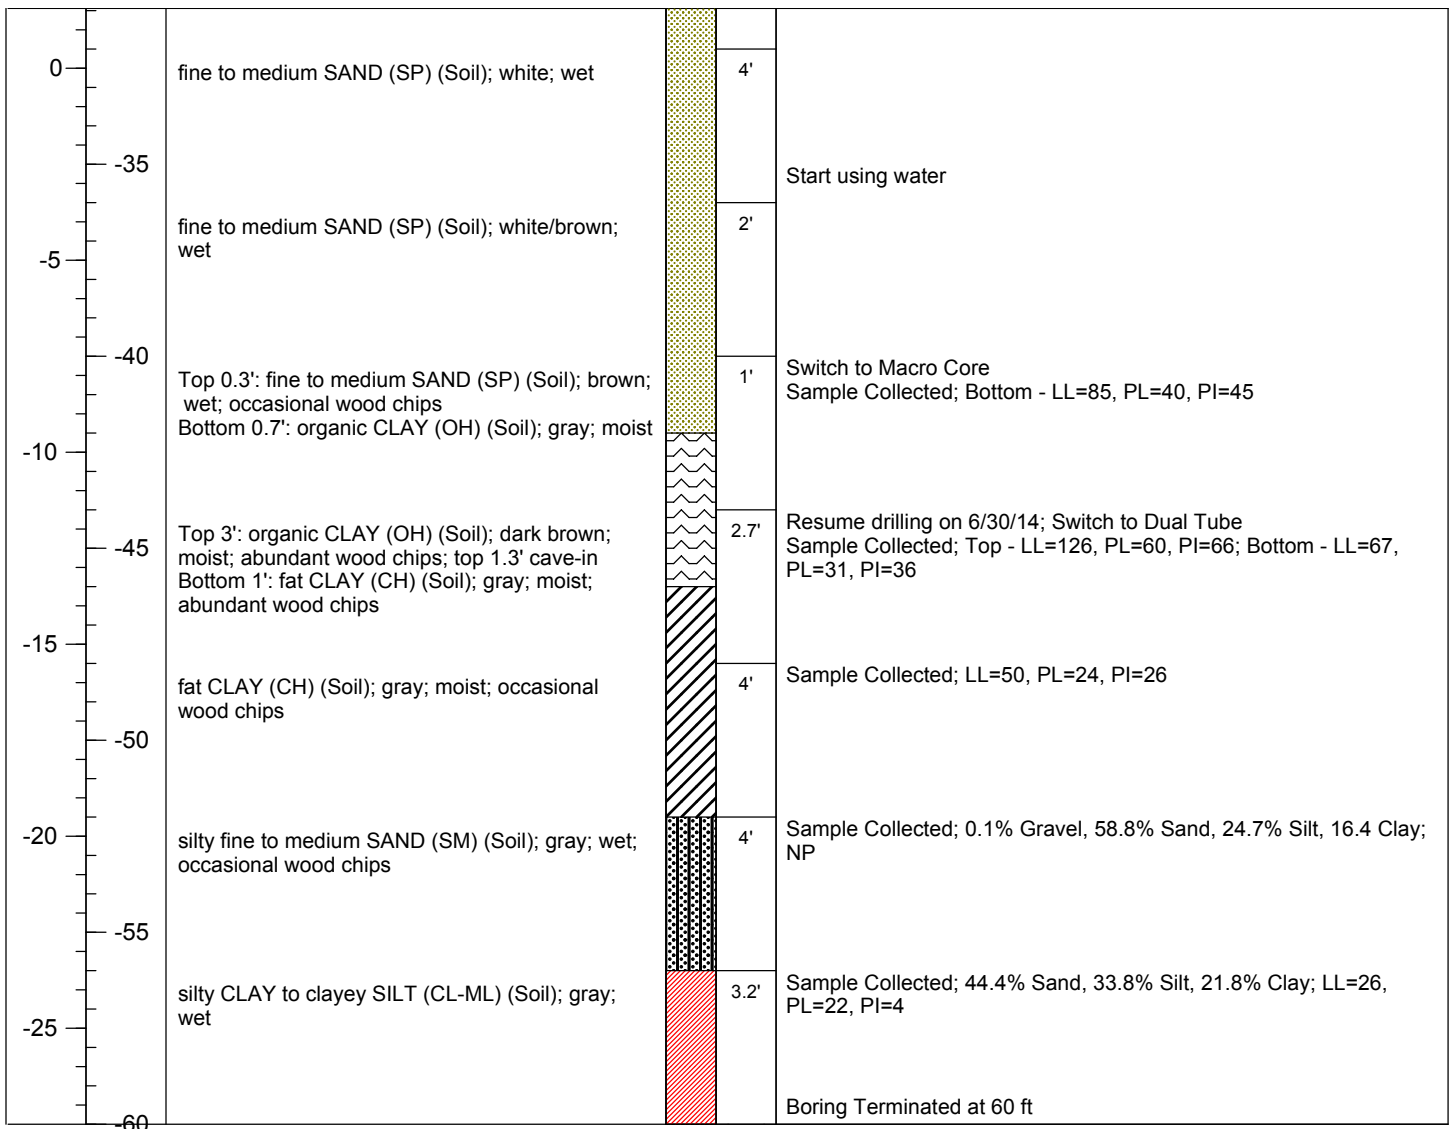 0
fine to medium SAND (SP) (Soil); white; wet
4'
-35
Start using water
fine to medium SAND (SP) (Soil); white/brown;
wet
2'
-5
-40
Top 0.3': fine to medium SAND (SP) (Soil); brown;
wet; occasional wood chips
Bottom 0.7': organic CLAY (OH) (Soil); gray; moist
1'
Switch to Macro Core
Sample Collected; Bottom - LL=85, PL=40, PI=45
-10
Top 3': organic CLAY (OH) (Soil); dark brown;
moist; abundant wood chips; top 1.3' cave-in
Bottom 1': fat CLAY (CH) (Soil); gray; moist;
abundant wood chips
2.7'
Resume drilling on 6/30/14; Switch to Dual Tube
Sample Collected; Top - LL=126, PL=60, PI=66; Bottom - LL=67,
PL=31, PI=36
-45
-15
fat CLAY (CH) (Soil); gray; moist; occasional
wood chips
4'
Sample Collected; LL=50, PL=24, PI=26
-50
-20
silty fine to medium SAND (SM) (Soil); gray; wet;
occasional wood chips
4'
Sample Collected; 0.1% Gravel, 58.8% Sand, 24.7% Silt, 16.4 Clay;
NP
-55
silty CLAY to clayey SILT (CL-ML) (Soil); gray;
wet
3.2'
Sample Collected; 44.4% Sand, 33.8% Silt, 21.8% Clay; LL=26,
PL=22, PI=4
-25
Boring Terminated at 60 ft
-60